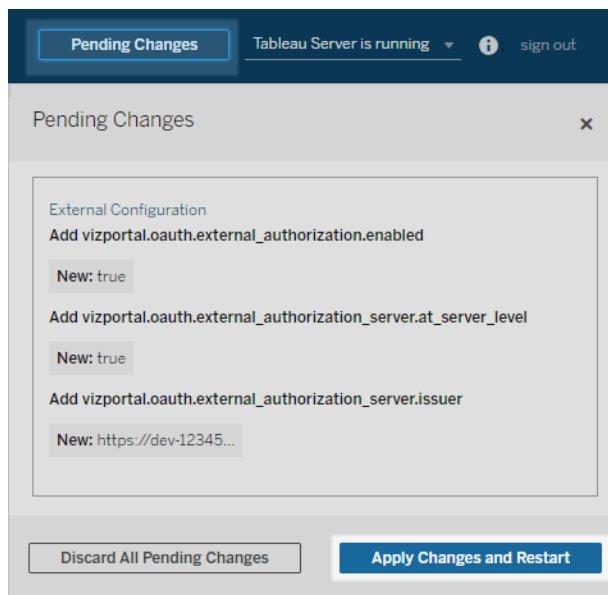 Pending Changes
Tableau Server is running
sign out
Pending Changes
External Configuration
Add vizportal.oauth.external_authorization.enabled
New: true
Add vizportal.oauth.external_authorization_server.at_server_level
New: true
Add vizportal.oauth.external_authorization_server.issuer
New: https://dev-12345...
Discard All Pending Changes
Apply Changes and Restart